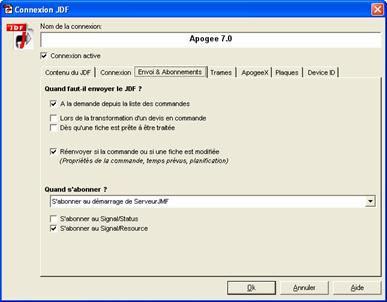 Connexion JDF
JDF
Nom de la connexion:
Apogee 7.0
Connexion active
Contenu du JDF
Connexion
Envoi & Abonnements
Trames
ApogeeX
Plaques
Device ID
Quand faut-il envoyer le JDF ?
A la demande depuis la liste des commandes
Lors de la transformation d'un devis en commande
Dès qu'une fiche est prête à être traitée
Réenvoyer si la commande ou si une fiche est modifiée
(Propriétés de la commande, temps prévus, planification)
Quand s'abonner ?
S'abonner au démarrage de ServeurJMF
S'abonner au Signal/Status
S'abonner au Signal/Resource
Ok
Annuler
Aide